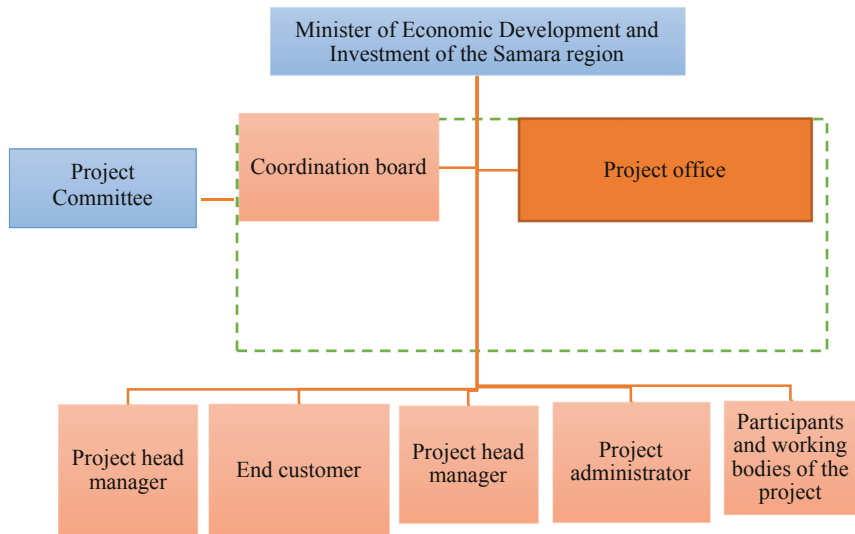 Minister of Economic Development and
Investment of the Samara region
Project
Committee
Coordination board
Project office
Project head
manager
End customer
Project head
manager
Project
administrator
Participants
and working
bodies of the
project